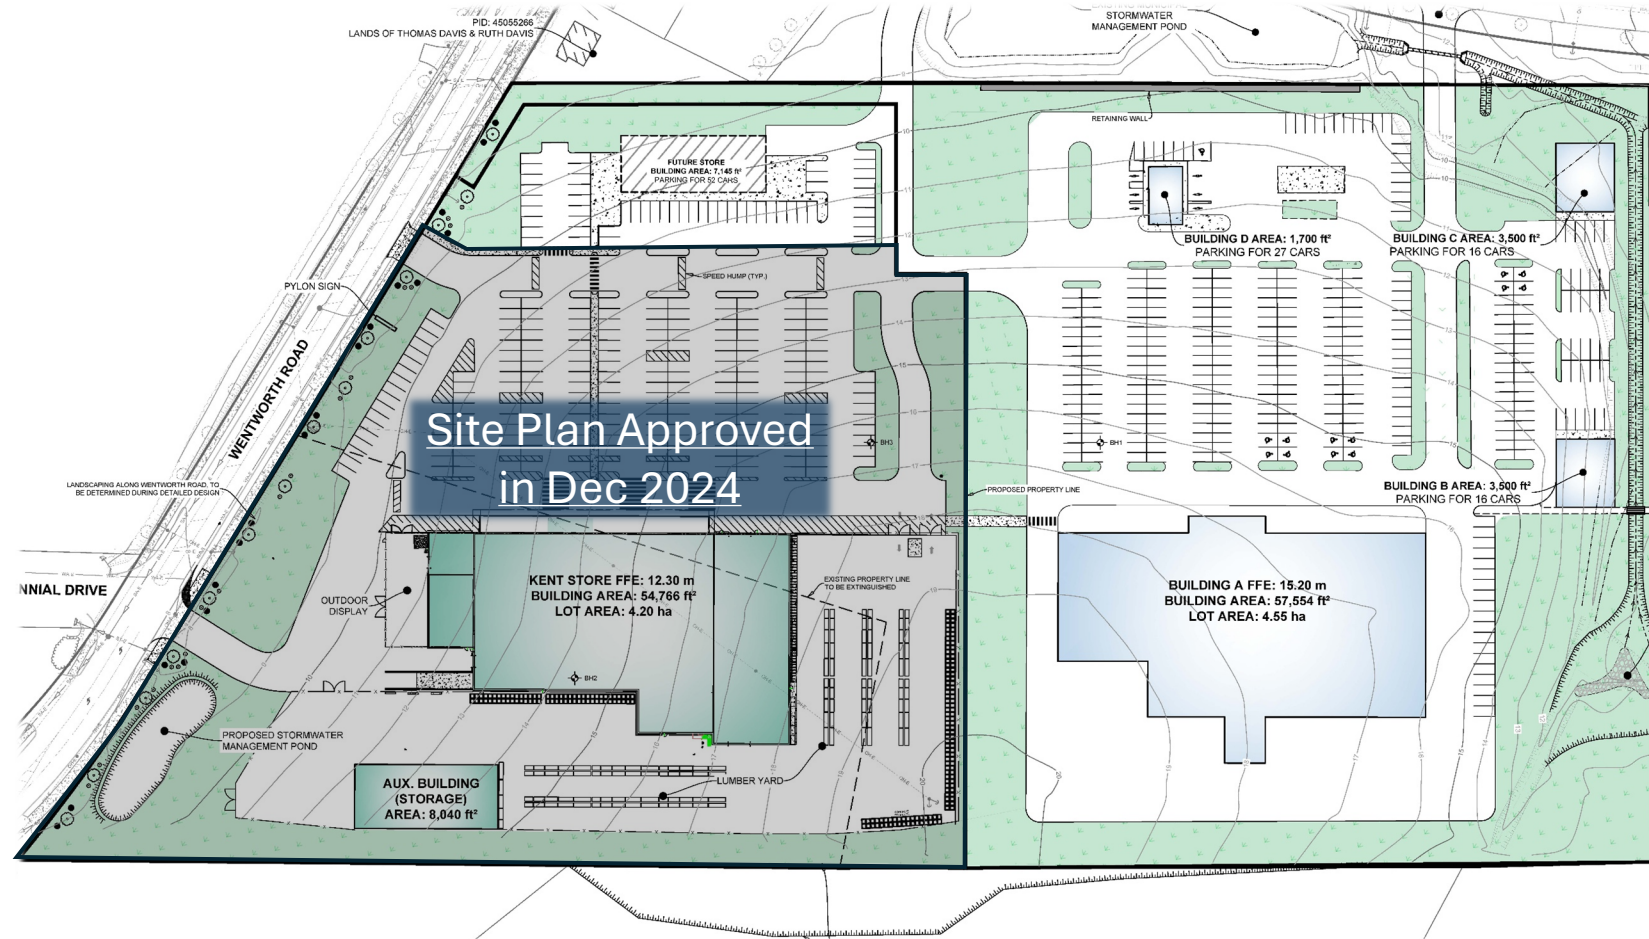 PID: 45055266
LANDS OF THOMAS DAVIS & RUTH DAVIS
STORMWATER
MANAGEMENT POND
RETAINING WALL
FUTURE STORE
BUILDING AREA: 7,145 ft²
PARKING FOR 52 CARS
BUILDING D AREA: 1,700 ft²
PARKING FOR 27 CARS
BUILDING C AREA: 3,500 ft²
PARKING FOR 16 CARS
SPEED HUMP (TYP.)
PYLON SIGN
WENTWORTH ROAD
Site Plan Approved
in Dec 2024
BH3
BH1
LANDSCAPING ALONG WENTWORTH ROAD, TO
BE DETERMINED DURING DETAILED DESIGN
PROPOSED PROPERTY LINE
BUILDING B AREA: 3,500 ft²
PARKING FOR 16 CARS
NNIAL DRIVE
OUTDOOR
DISPLAY
KENT STORE FFE: 12.30 m
BUILDING AREA: 54,766 ft²
LOT AREA: 4.20 ha
EXISTING PROPERTY LINE
TO BE EXTINGUISHED
BUILDING A FFE: 15.20 m
BUILDING AREA: 57,554 ft²
LOT AREA: 4.55 ha
BH2
PROPOSED STORMWATER
MANAGEMENT POND
AUX. BUILDING
(STORAGE)
AREA: 8,040 ft²
LUMBER YARD